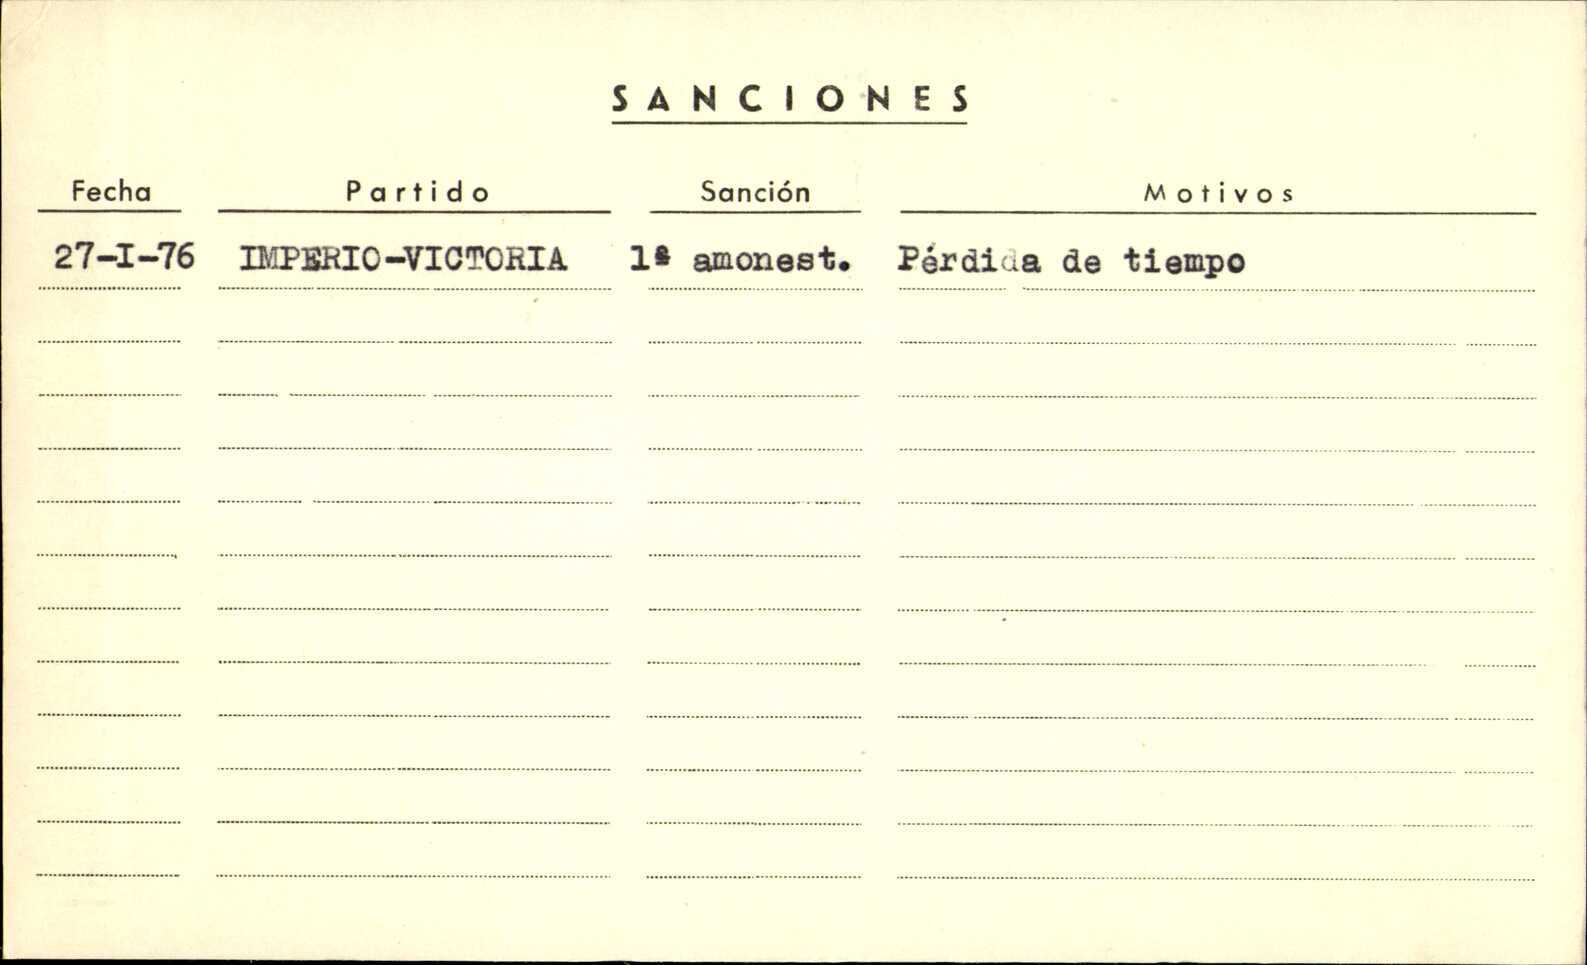 SANCIONES
Fecha Partido Sanción Motivos
27-I-76 IMPERIO-VICTORIA 1ª amonest. Pérdida de tiempo